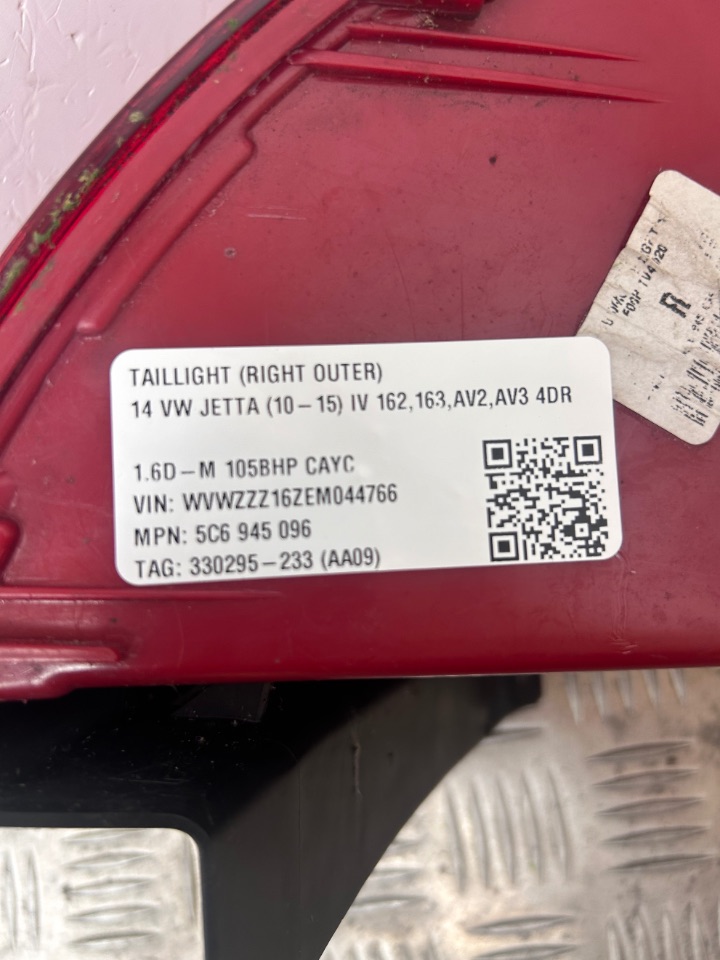 TAILLIGHT (RIGHT OUTER)
14 VW JETTA (10-15) IV 162,163,AV2,AV3 4DR
1.6D-M 105BHP CAYC
VIN: WVWZZZ16ZEM044766
MPN: 5C6 945 096
TAG: 330295-233 (AA09)
R